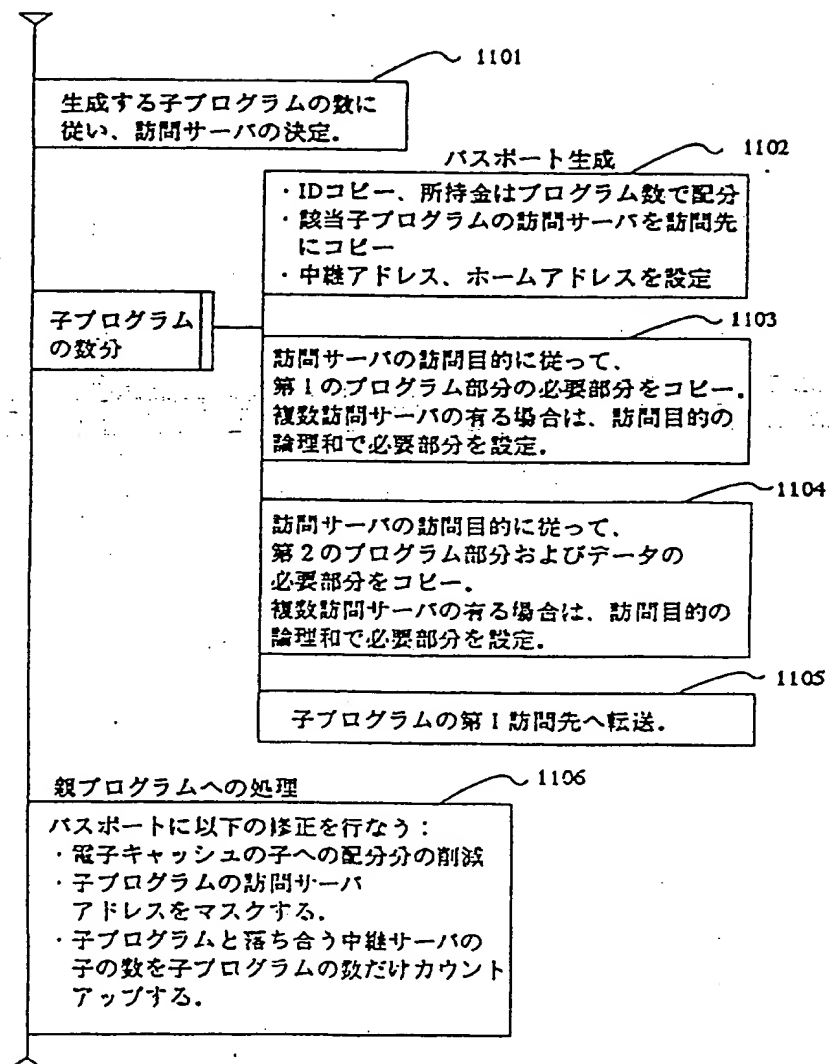 1101
生成する子プログラムの数に
従い、訪問サーバの決定.
パスポート生成
1102
・IDコピー、所持金はプログラム数で配分
・該当子プログラムの訪問サーバを訪問先
にコピー
・中継アドレス、ホームアドレスを設定
子プログラム
の数分
1103
訪問サーバの訪問目的に従って、
第1のプログラム部分の必要部分をコピー.
複数訪問サーバの有る場合は、訪問目的の
論理和で必要部分を設定.
1104
訪問サーバの訪問目的に従って、
第2のプログラム部分およびデータの
必要部分をコピー.
複数訪問サーバの有る場合は、訪問目的の
論理和で必要部分を設定.
1105
子プログラムの第1訪問先へ転送.
親プログラムへの処理
1106
パスポートに以下の修正を行なう：
・電子キャッシュの子への配分分の削減
・子プログラムの訪問サーバ
アドレスをマスクする.
・子プログラムと落ち合う中継サーバの
子の数を子プログラムの数だけカウント
アップする.